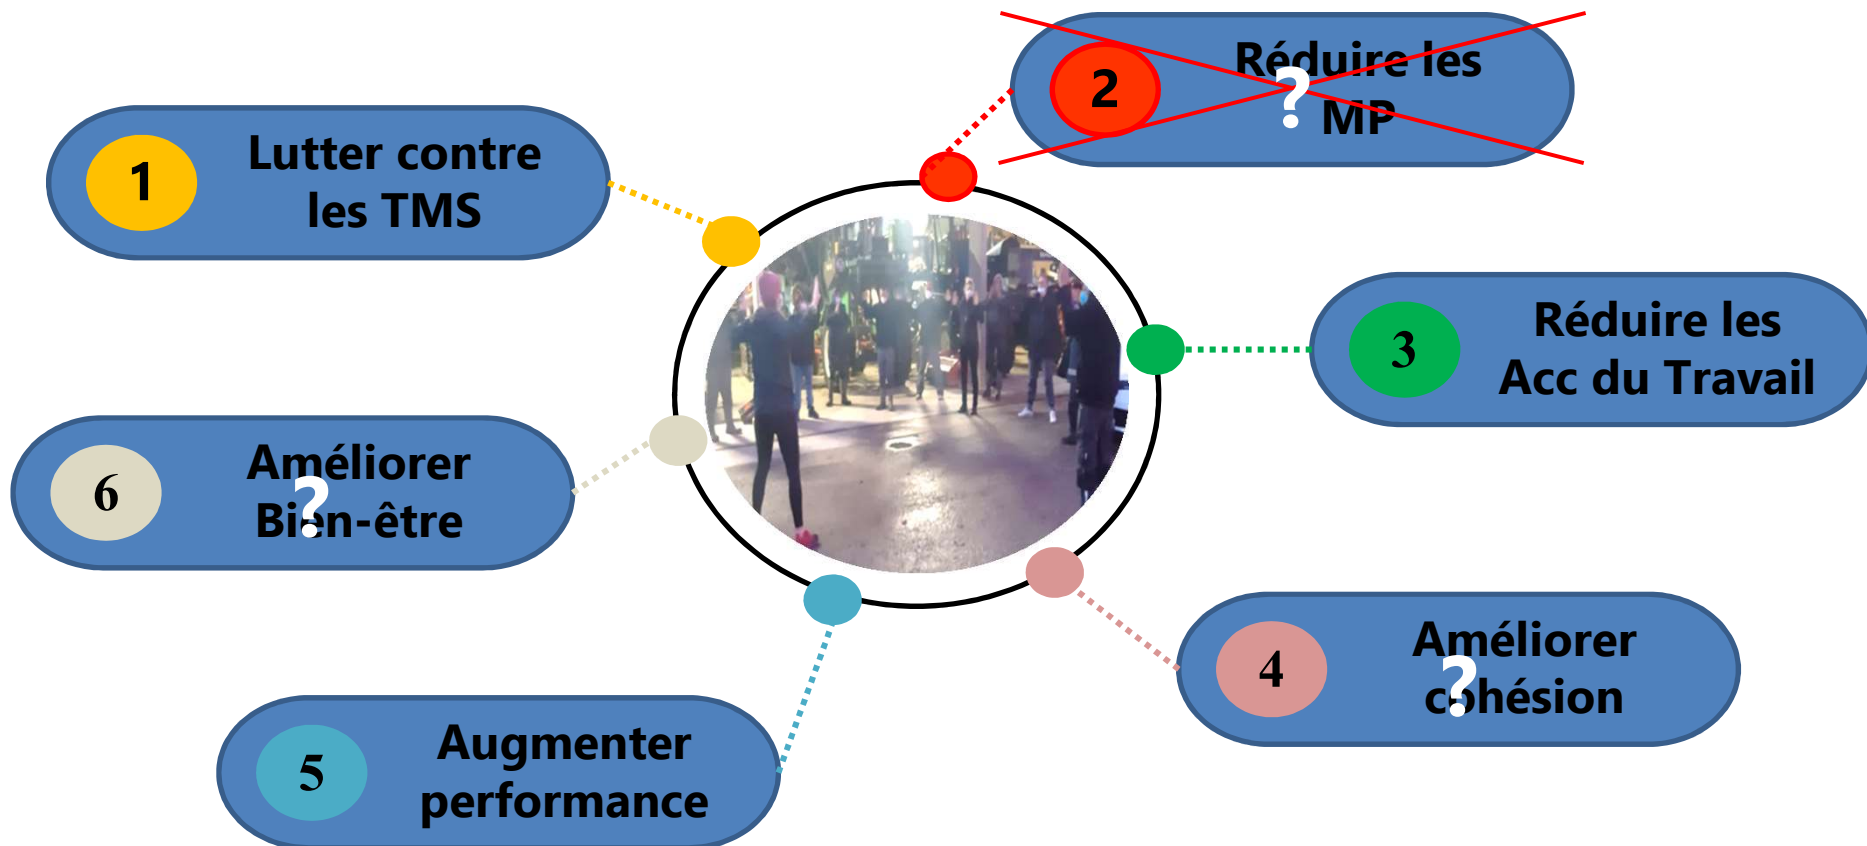 1
Lutter contre
les TMS
2
Réduire les
MP
?
3
Réduire les
Acc du Travail
4
Améliorer
cohésion
?
5
Augmenter
performance
6
Améliorer
Bien-être
?